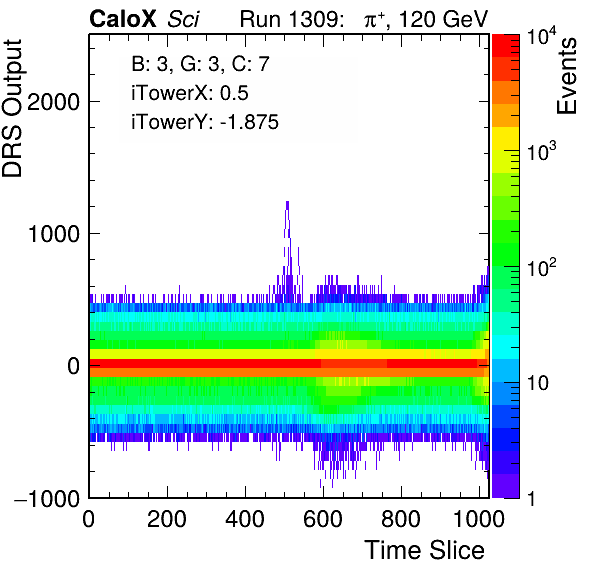 CaloX Sci Run 1309: π⁺, 120 GeV
B: 3, G: 3, C: 7
iTowerX: 0.5
iTowerY: -1.875
DRS Output
2000
1000
0
−1000
0 200 400 600 800 1000
Time Slice
Events
10⁴
10³
10²
10
1